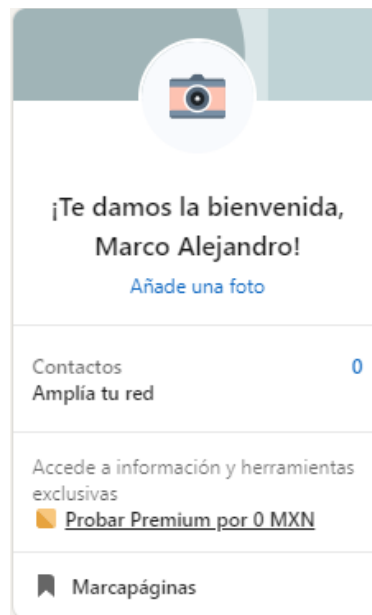 ¡Te damos la bienvenida,
Marco Alejandro!
Añade una foto
Contactos 0
Amplía tu red
Accede a información y herramientas
exclusivas
Probar Premium por 0 MXN
Marcapáginas